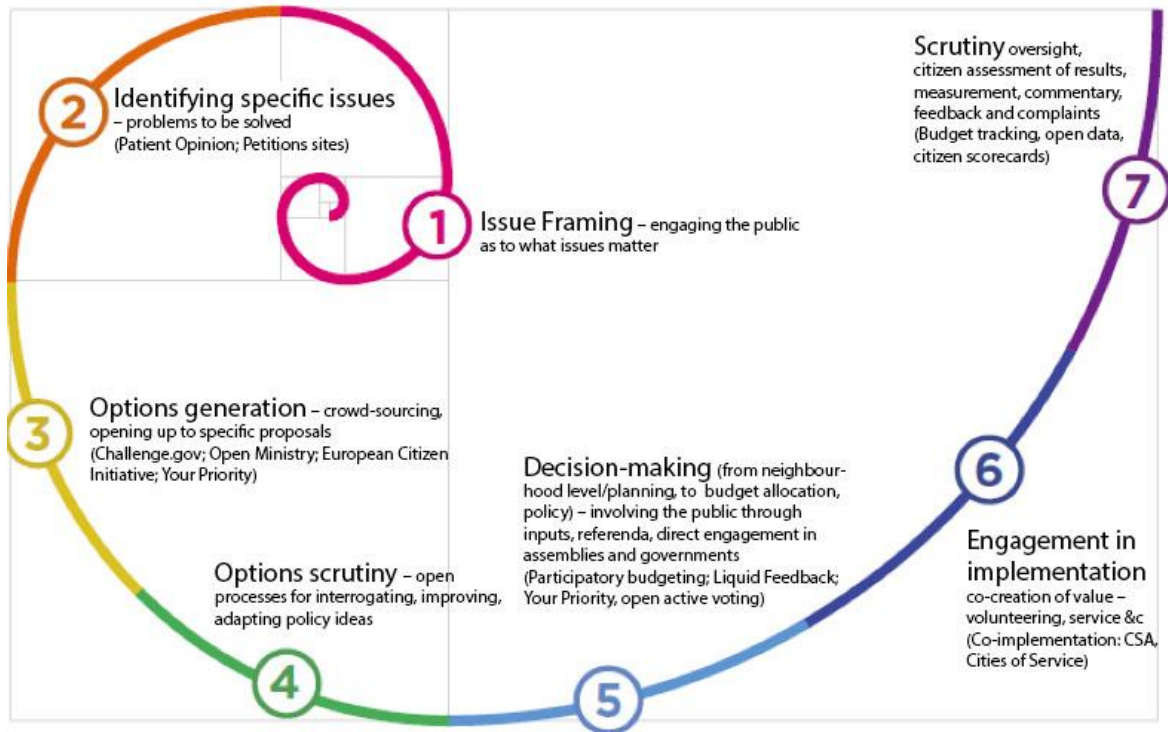 1
Issue Framing – engaging the public
as to what issues matter
2
Identifying specific issues
– problems to be solved
(Patient Opinion; Petitions sites)
3
Options generation – crowd-sourcing,
opening up to specific proposals
(Challenge.gov; Open Ministry; European Citizen
Initiative; Your Priority)
4
Options scrutiny – open
processes for interrogating, improving,
adapting policy ideas
5
Decision-making (from neighbour-
hood level/planning, to budget allocation,
policy) – involving the public through
inputs, referenda, direct engagement in
assemblies and governments
(Participatory budgeting; Liquid Feedback;
Your Priority, open active voting)
6
Engagement in
implementation
co-creation of value –
volunteering, service &c
(Co-implementation: CSA,
Cities of Service)
7
Scrutiny oversight,
citizen assessment of results,
measurement, commentary,
feedback and complaints
(Budget tracking, open data,
citizen scorecards)